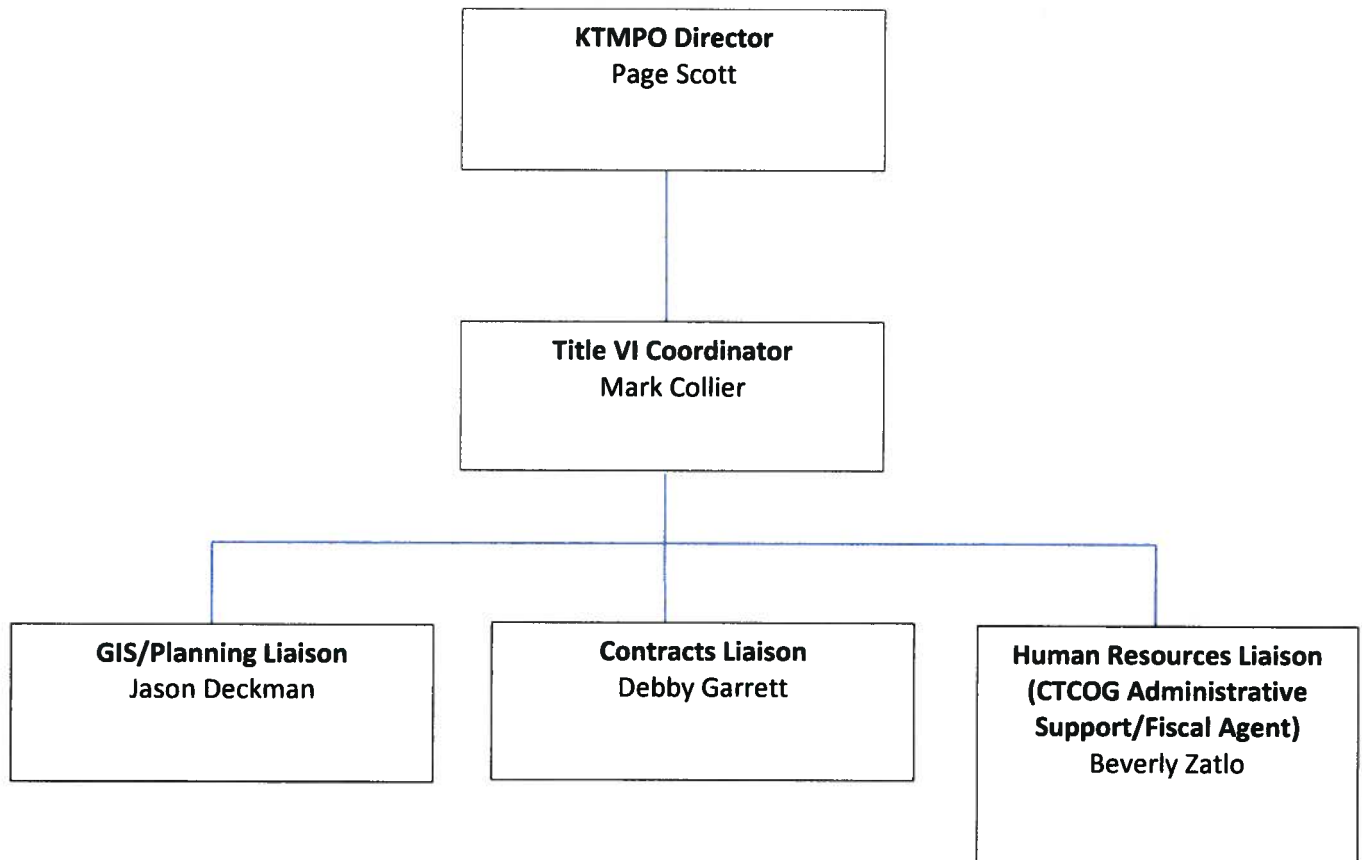 KTMPO Director
Page Scott
Title VI Coordinator
Mark Collier
GIS/Planning Liaison
Jason Deckman
Contracts Liaison
Debby Garrett
Human Resources Liaison
(CTCOG Administrative
Support/Fiscal Agent)
Beverly Zatlo